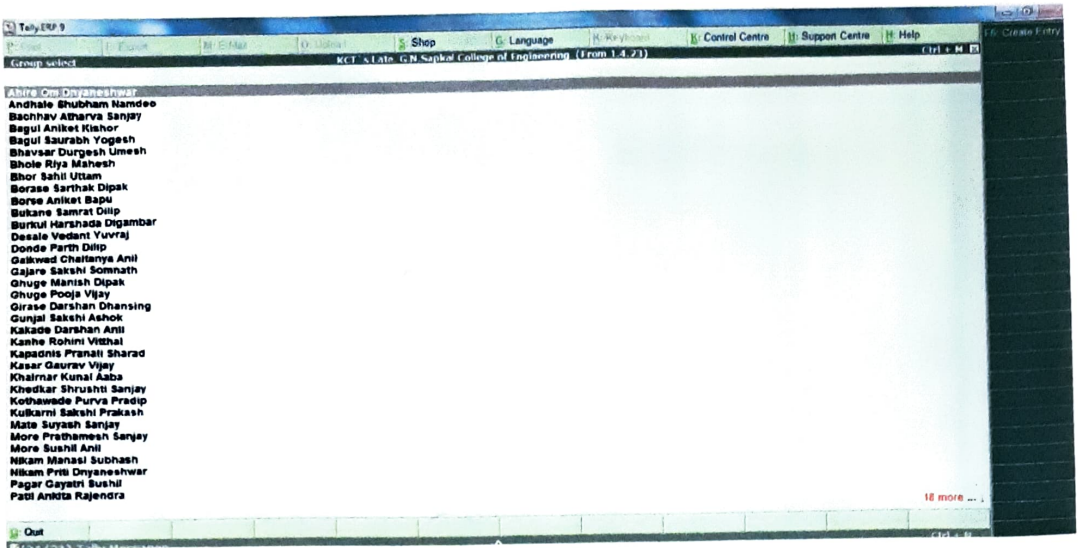 Tally.ERP 9
P: Print E: Export M: E-Mail O: Upload S: Shop G: Language K: Keyboard K: Control Centre H: Support Centre H: Help F6: Create Entry
Group select KCT`s Late. G.N Sapkal College of Engineering (From 1.4.23) Ctrl + M
Ahire Om Dnyaneshwar
Andhale Shubham Namdeo
Bachhav Atharva Sanjay
Bagul Aniket Kishor
Bagul Saurabh Yogesh
Bhavsar Durgesh Umesh
Bhole Riya Mahesh
Bhor Sahil Uttam
Borase Sarthak Dipak
Borse Aniket Bapu
Bukane Samrat Dilip
Burkul Harshada Digambar
Desale Vedant Yuvraj
Donde Parth Dilip
Gaikwad Chaitanya Anil
Gajare Sakshi Somnath
Ghuge Manish Dipak
Ghuge Pooja Vijay
Girase Darshan Dhansing
Gunjal Sakshi Ashok
Kakade Darshan Anil
Kanhe Rohini Vitthal
Kapadnis Pranali Sharad
Kasar Gaurav Vijay
Khairnar Kunal Aaba
Khedkar Shrushti Sanjay
Kothawade Purva Pradip
Kulkarni Sakshi Prakash
Mate Suyash Sanjay
More Prathamesh Sanjay
More Sushil Anil
Nikam Manasi Subhash
Nikam Priti Dnyaneshwar
Pagar Gayatri Sushil
Patil Ankita Rajendra
18 more ... ↓
Q: Quit
Ctrl + N